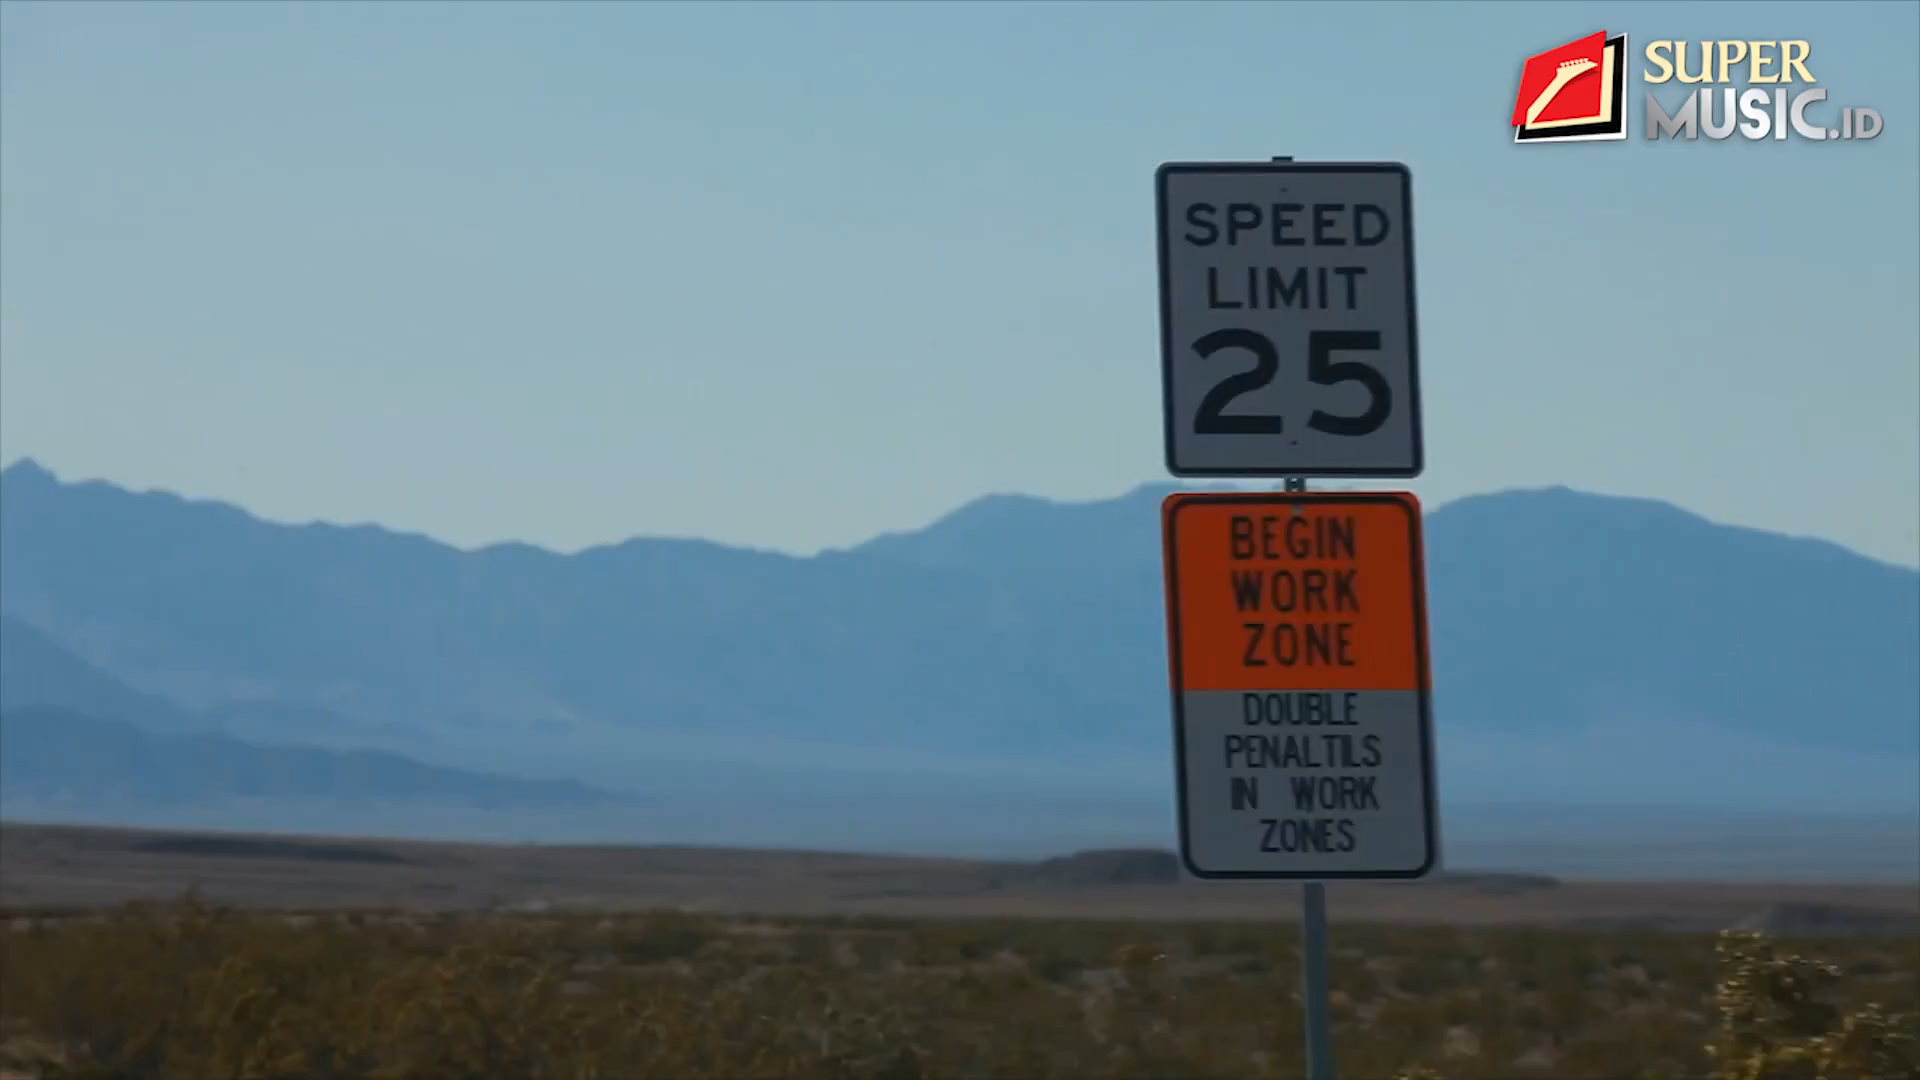 SUPER
MUSIC.ID
SPEED
LIMIT
25
BEGIN
WORK
ZONE
DOUBLE
PENALTILS
IN WORK
ZONES